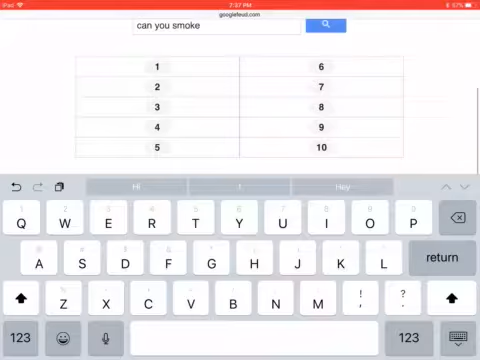 iPad 7:57 PM 57%
googlefeud.com
can you smoke
1 6
2 7
3 8
4 9
5 10
Hi I Hey
Q W E R T Y U I O P
A S D F G H J K L return
Z X C V B N M ! , ? .
123 123